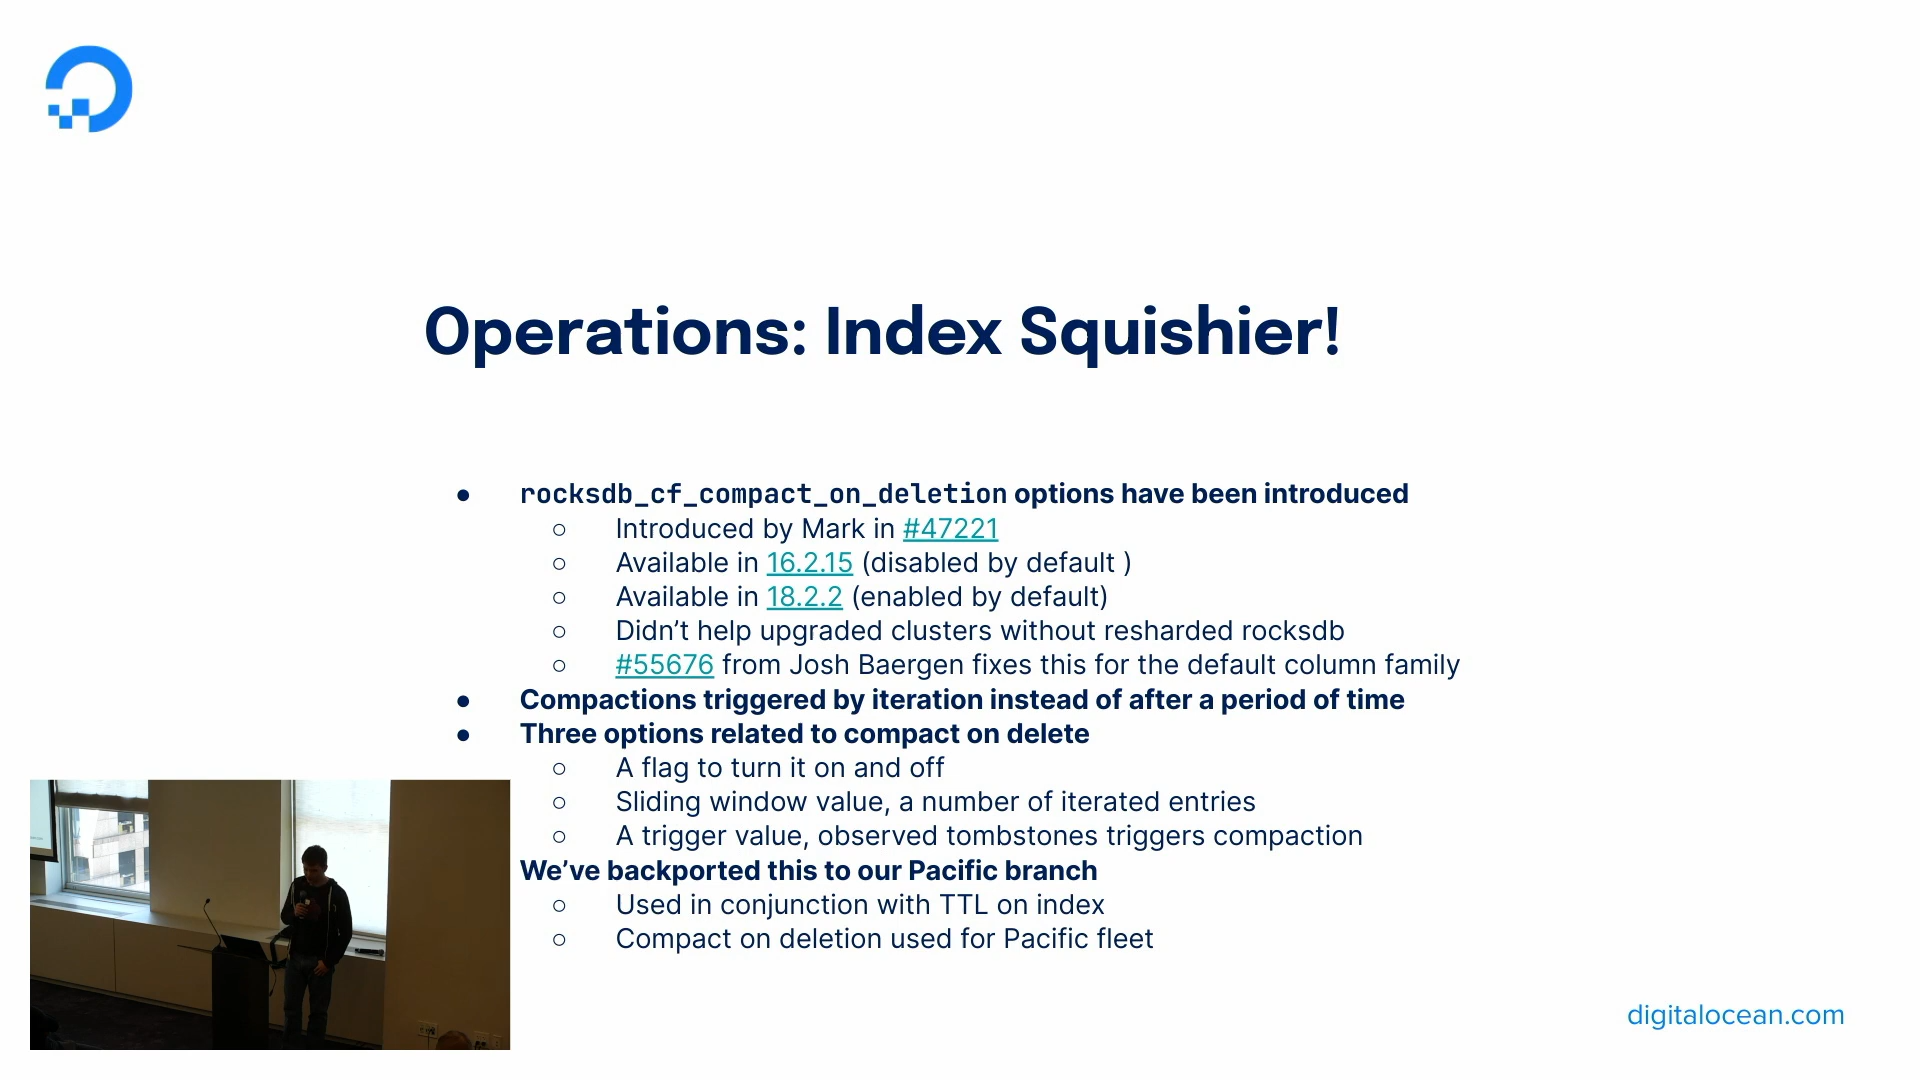 Operations: Index Squishier!
● rocksdb_cf_compact_on_deletion options have been introduced
○ Introduced by Mark in #47221
○ Available in 16.2.15 (disabled by default )
○ Available in 18.2.2 (enabled by default)
○ Didn’t help upgraded clusters without resharded rocksdb
○ #55676 from Josh Baergen fixes this for the default column family
● Compactions triggered by iteration instead of after a period of time
● Three options related to compact on delete
○ A flag to turn it on and off
○ Sliding window value, a number of iterated entries
○ A trigger value, observed tombstones triggers compaction
We’ve backported this to our Pacific branch
○ Used in conjunction with TTL on index
○ Compact on deletion used for Pacific fleet
digitalocean.com